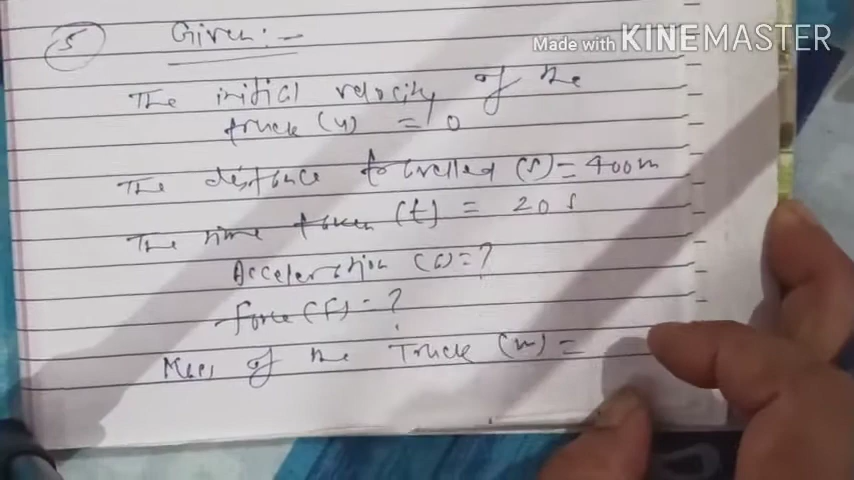 Made with KINEMASTER
5 Given:-
The initial velocity of the
truck (u) = 0
The distance travelled (s) = 400m
The time taken (t) = 20 s
Acceleration (a) = ?
Force (F) = ?
Mass of the Truck (m) =